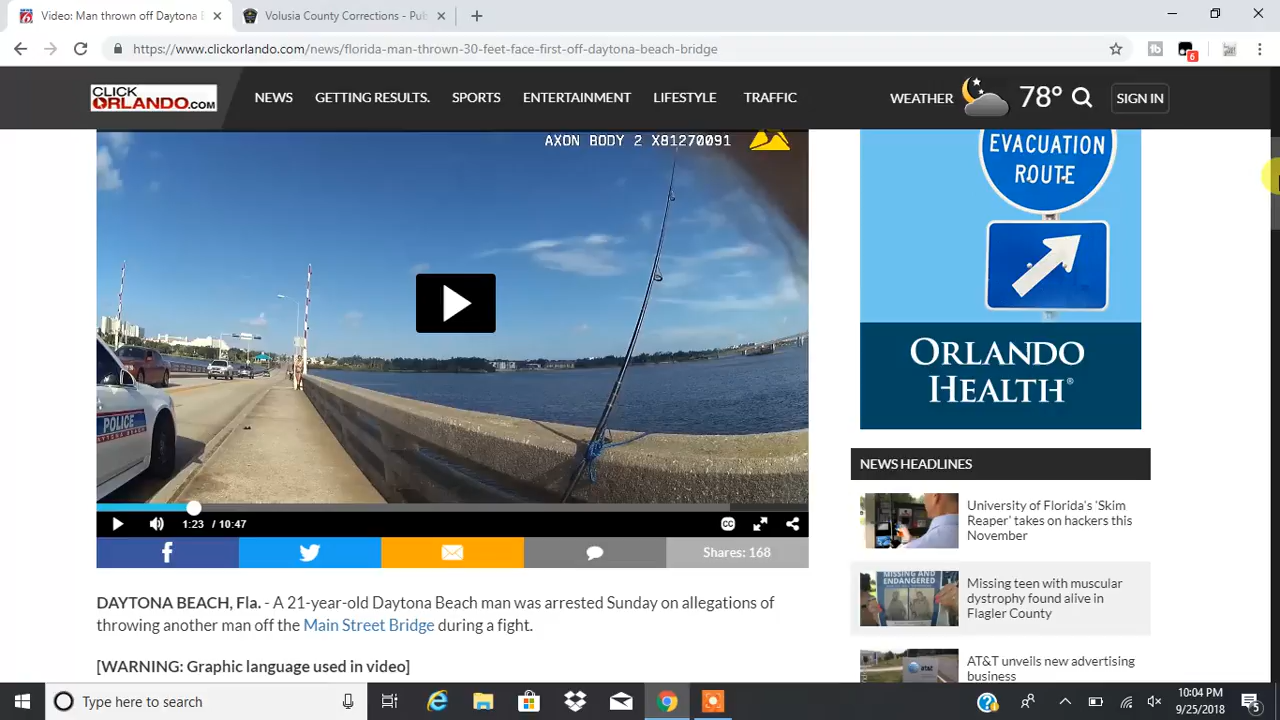 Video: Man thrown off Daytona B
Volusia County Corrections - Pub
https://www.clickorlando.com/news/florida-man-thrown-30-feet-face-first-off-daytona-beach-bridge
6
CLICK
ORLANDO.COM
NEWS
GETTING RESULTS.
SPORTS
ENTERTAINMENT
LIFESTYLE
TRAFFIC
WEATHER
78°
SIGN IN
AXON BODY 2 X81270091
POLICE
1:23 / 10:47
CC
Shares: 168
DAYTONA BEACH, Fla. - A 21-year-old Daytona Beach man was arrested Sunday on allegations of
throwing another man off the Main Street Bridge during a fight.
[WARNING: Graphic language used in video]
EVACUATION
ROUTE
ORLANDO
HEALTH®
NEWS HEADLINES
University of Florida's 'Skim
Reaper' takes on hackers this
November
MISSING AND
ENDANGERED
Missing teen with muscular
dystrophy found alive in
Flagler County
AT&T unveils new advertising
business
Type here to search
10:04 PM
9/25/2018
5